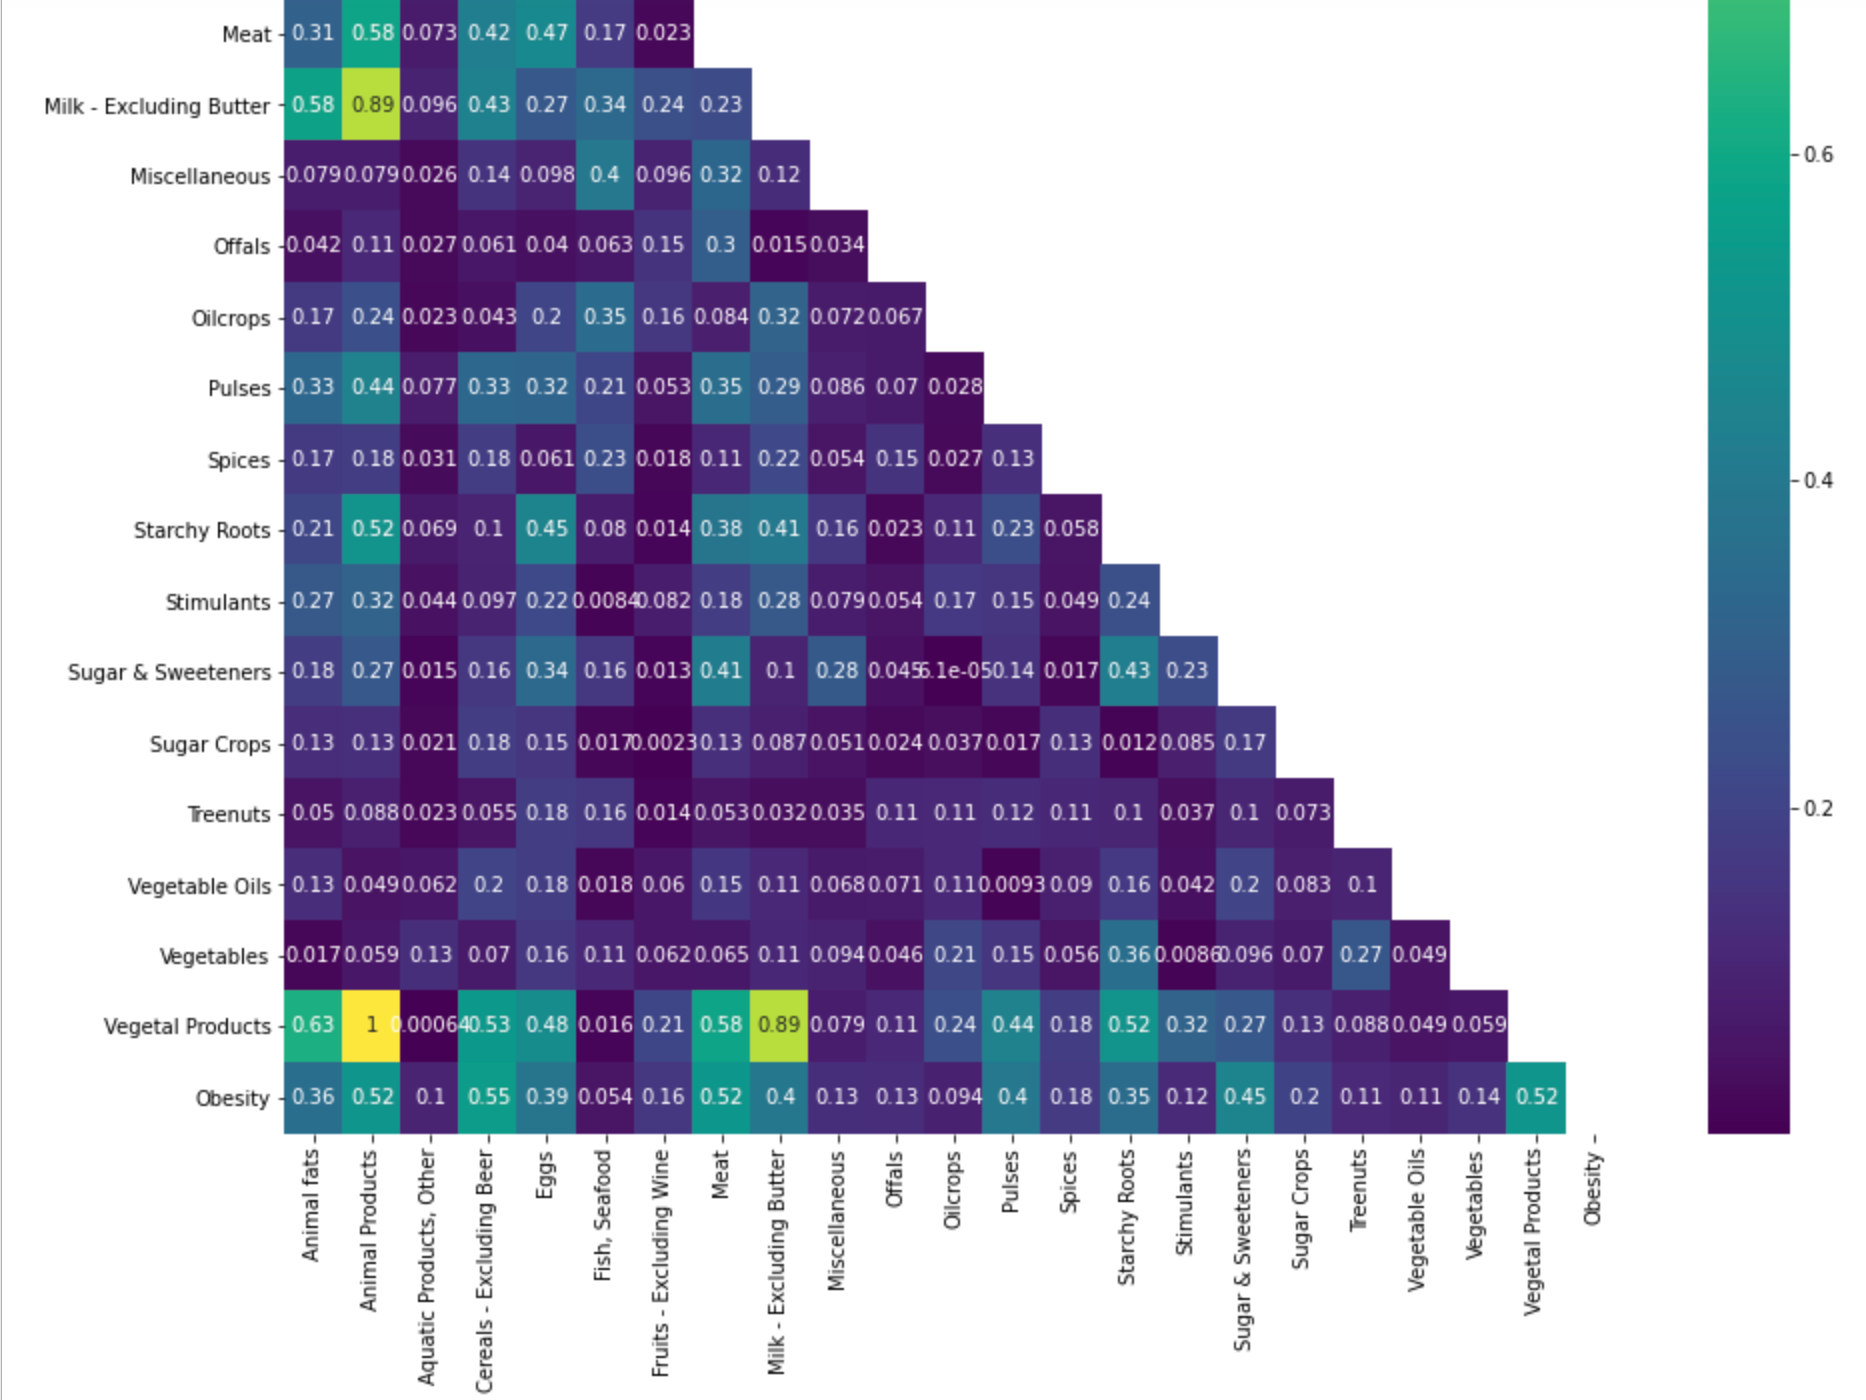 Meat 0.31 0.58 0.073 0.42 0.47 0.17 0.023
Milk - Excluding Butter 0.58 0.89 0.096 0.43 0.27 0.34 0.24 0.23
0.6
Miscellaneous 0.079 0.079 0.026 0.14 0.098 0.4 0.096 0.32 0.12
Offals 0.042 0.11 0.027 0.061 0.04 0.063 0.15 0.3 0.015 0.034
Oilcrops 0.17 0.24 0.023 0.043 0.2 0.35 0.16 0.084 0.32 0.072 0.067
Pulses 0.33 0.44 0.077 0.33 0.32 0.21 0.053 0.35 0.29 0.086 0.07 0.028
Spices 0.17 0.18 0.031 0.18 0.061 0.23 0.018 0.11 0.22 0.054 0.15 0.027 0.13
0.4
Starchy Roots 0.21 0.52 0.069 0.1 0.45 0.08 0.014 0.38 0.41 0.16 0.023 0.11 0.23 0.058
Stimulants 0.27 0.32 0.044 0.097 0.22 0.0084 0.082 0.18 0.28 0.079 0.054 0.17 0.15 0.049 0.24
Sugar & Sweeteners 0.18 0.27 0.015 0.16 0.34 0.16 0.013 0.41 0.1 0.28 0.045 6.1e-05 0.14 0.017 0.43 0.23
Sugar Crops 0.13 0.13 0.021 0.18 0.15 0.017 0.0023 0.13 0.087 0.051 0.024 0.037 0.017 0.13 0.012 0.085 0.17
Treenuts 0.05 0.088 0.023 0.055 0.18 0.16 0.014 0.053 0.032 0.035 0.11 0.11 0.12 0.11 0.1 0.037 0.1 0.073
0.2
Vegetable Oils 0.13 0.049 0.062 0.2 0.18 0.018 0.06 0.15 0.11 0.068 0.071 0.11 0.0093 0.09 0.16 0.042 0.2 0.083 0.1
Vegetables 0.017 0.059 0.13 0.07 0.16 0.11 0.062 0.065 0.11 0.094 0.046 0.21 0.15 0.056 0.36 0.0086 0.096 0.07 0.27 0.049
Vegetal Products 0.63 1 0.00064 0.53 0.48 0.016 0.21 0.58 0.89 0.079 0.11 0.24 0.44 0.18 0.52 0.32 0.27 0.13 0.088 0.049 0.059
Obesity 0.36 0.52 0.1 0.55 0.39 0.054 0.16 0.52 0.4 0.13 0.13 0.094 0.4 0.18 0.35 0.12 0.45 0.2 0.11 0.11 0.14 0.52
Animal fats
Animal Products
Aquatic Products, Other
Cereals - Excluding Beer
Eggs
Fish, Seafood
Fruits - Excluding Wine
Meat
Milk - Excluding Butter
Miscellaneous
Offals
Oilcrops
Pulses
Spices
Starchy Roots
Stimulants
Sugar & Sweeteners
Sugar Crops
Treenuts
Vegetable Oils
Vegetables
Vegetal Products
Obesity